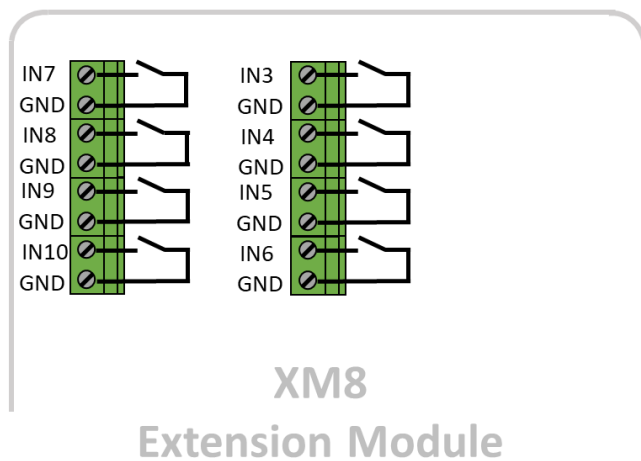 IN7
GND
IN8
GND
IN9
GND
IN10
GND
IN3
GND
IN4
GND
IN5
GND
IN6
GND
XM8
Extension Module